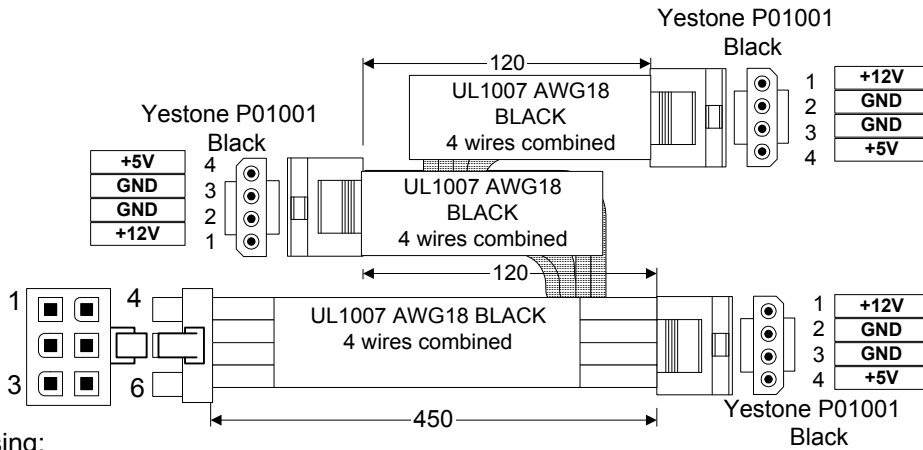 Yestone P01001
Black
120
UL1007 AWG18
BLACK
4 wires combined
1 +12V
2 GND
3 GND
4 +5V
Yestone P01001
Black
+5V 4
GND 3
GND 2
+12V 1
UL1007 AWG18
BLACK
4 wires combined
120
1
3
4
6
UL1007 AWG18 BLACK
4 wires combined
1 +12V
2 GND
3 GND
4 +5V
450
Yestone P01001
Black
sing: